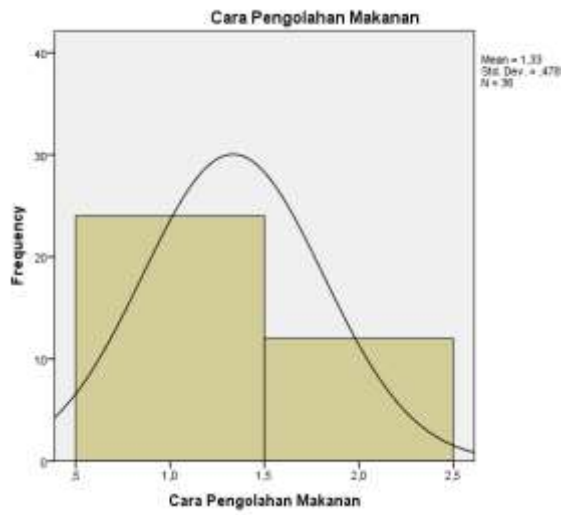 Cara Pengolahan Makanan
Mean = 1,33
Std. Dev. = ,478
N = 36
Frequency
40
30
20
10
0
,5
1,0
1,5
2,0
2,5
Cara Pengolahan Makanan